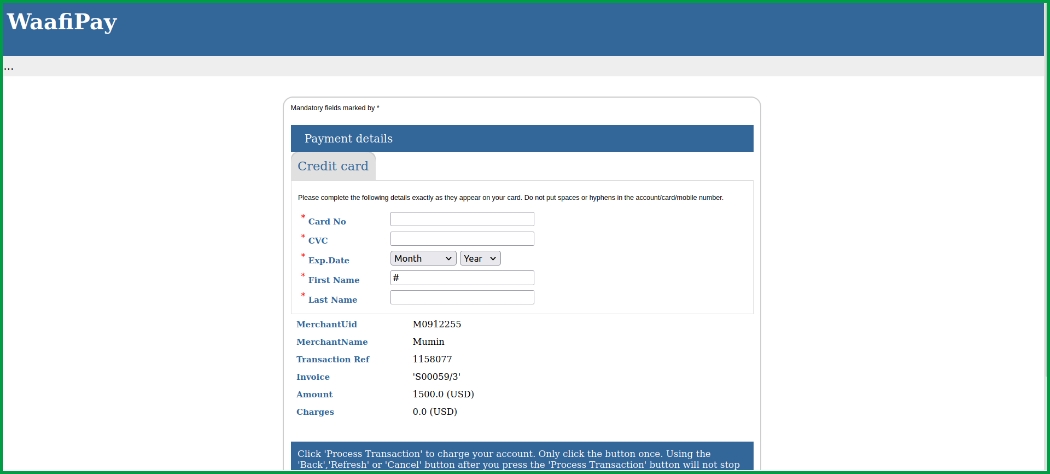 WaafiPay
...
Mandatory fields marked by *
Payment details
Credit card
Please complete the following details exactly as they appear on your card. Do not put spaces or hyphens in the account/card/mobile number.
* Card No
* CVC
* Exp.Date Month Year
* First Name #
* Last Name
MerchantUid M0912255
MerchantName Mumin
Transaction Ref 1158077
Invoice 'S00059/3'
Amount 1500.0 (USD)
Charges 0.0 (USD)
Click 'Process Transaction' to charge your account. Only click the button once. Using the
'Back','Refresh' or 'Cancel' button after you press the 'Process Transaction' button will not stop